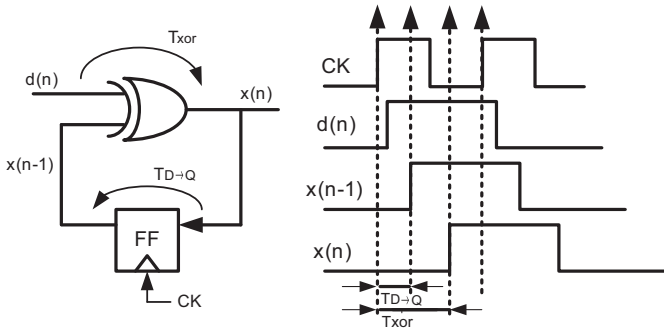 Txor
d(n)
x(n)
x(n-1)
TD→Q
FF
CK
CK
d(n)
x(n-1)
x(n)
TD→Q
Txor